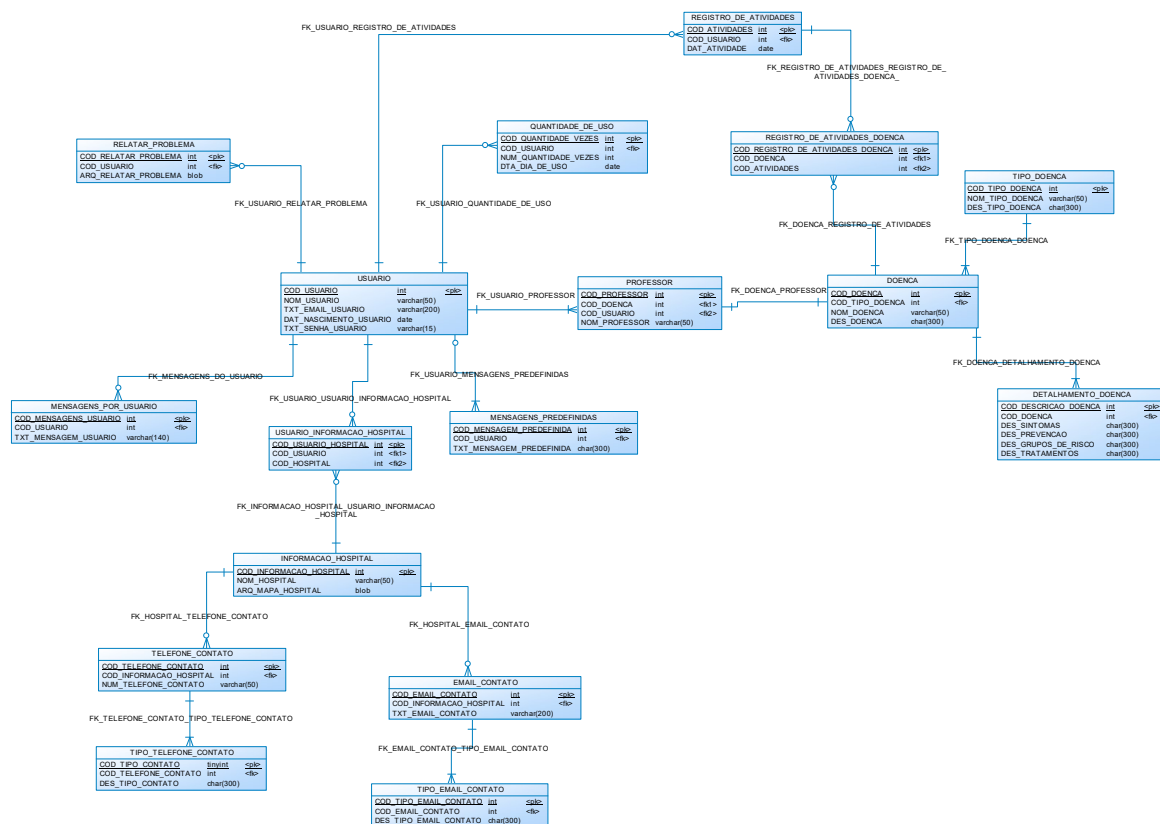 REGISTRO_DE_ATIVIDADES
COD_ATIVIDADES int <pk>
COD_USUARIO int <fk>
DAT_ATIVIDADE date
FK_USUARIO_REGISTRO_DE_ATIVIDADES
FK_REGISTRO_DE_ATIVIDADES_REGISTRO_DE_
ATIVIDADES_DOENCA_
QUANTIDADE_DE_USO
COD_QUANTIDADE_VEZES int <pk>
COD_USUARIO int <fk>
NUM_QUANTIDADE_VEZES int
DTA_DIA_DE_USO date
REGISTRO_DE_ATIVIDADES_DOENCA
COD_REGISTRO_DE_ATIVIDADES_DOENCA int <pk>
COD_DOENCA int <fk1>
COD_ATIVIDADES int <fk2>
RELATAR_PROBLEMA
COD_RELATAR_PROBLEMA int <pk>
COD_USUARIO int <fk>
ARQ_RELATAR_PROBLEMA blob
TIPO_DOENCA
COD_TIPO_DOENCA int <pk>
NOM_TIPO_DOENCA varchar(50)
DES_TIPO_DOENCA char(300)
FK_USUARIO_RELATAR_PROBLEMA
FK_USUARIO_QUANTIDADE_DE_USO
FK_DOENCA_REGISTRO_DE_ATIVIDADES
FK_TIPO_DOENCA_DOENCA
USUARIO
COD_USUARIO int <pk>
NOM_USUARIO varchar(50)
TXT_EMAIL_USUARIO varchar(200)
DAT_NASCIMENTO_USUARIO date
TXT_SENHA_USUARIO varchar(15)
FK_USUARIO_PROFESSOR
PROFESSOR
COD_PROFESSOR int <pk>
COD_DOENCA int <fk1>
COD_USUARIO int <fk2>
NOM_PROFESSOR varchar(50)
FK_DOENCA_PROFESSOR
DOENCA
COD_DOENCA int <pk>
COD_TIPO_DOENCA int <fk>
NOM_DOENCA varchar(50)
DES_DOENCA char(300)
FK_MENSAGENS_DO_USUARIO
FK_USUARIO_USUARIO_INFORMACAO_HOSPITAL
FK_USUARIO_MENSAGENS_PREDEFINIDAS
FK_DOENCA_DETALHAMENTO_DOENCA
MENSAGENS_POR_USUARIO
COD_MENSAGENS_USUARIO int <pk>
COD_USUARIO int <fk>
TXT_MENSAGEM_USUARIO varchar(140)
USUARIO_INFORMACAO_HOSPITAL
COD_USUARIO_HOSPITAL int <pk>
COD_USUARIO int <fk1>
COD_HOSPITAL int <fk2>
MENSAGENS_PREDEFINIDAS
COD_MENSAGEM_PREDEFINIDA int <pk>
COD_USUARIO int <fk>
TXT_MENSAGEM_PREDEFINIDA char(300)
DETALHAMENTO_DOENCA
COD_DESCRICAO_DOENCA int <pk>
COD_DOENCA int <fk>
DES_SINTOMAS char(300)
DES_PREVENCAO char(300)
DES_GRUPOS_DE_RISCO char(300)
DES_TRATAMENTOS char(300)
FK_INFORMACAO_HOSPITAL_USUARIO_INFORMACAO
_HOSPITAL
INFORMACAO_HOSPITAL
COD_INFORMACAO_HOSPITAL int <pk>
NOM_HOSPITAL varchar(50)
ARQ_MAPA_HOSPITAL blob
FK_HOSPITAL_TELEFONE_CONTATO
FK_HOSPITAL_EMAIL_CONTATO
TELEFONE_CONTATO
COD_TELEFONE_CONTATO int <pk>
COD_INFORMACAO_HOSPITAL int <fk>
NUM_TELEFONE_CONTATO varchar(50)
EMAIL_CONTATO
COD_EMAIL_CONTATO int <pk>
COD_INFORMACAO_HOSPITAL int <fk>
TXT_EMAIL_CONTATO varchar(200)
FK_TELEFONE_CONTATO_TIPO_TELEFONE_CONTATO
FK_EMAIL_CONTATO_TIPO_EMAIL_CONTATO
TIPO_TELEFONE_CONTATO
COD_TIPO_CONTATO tinyint <pk>
COD_TELEFONE_CONTATO int <fk>
DES_TIPO_CONTATO char(300)
TIPO_EMAIL_CONTATO
COD_TIPO_EMAIL_CONTATO int <pk>
COD_EMAIL_CONTATO int <fk>
DES_TIPO_EMAIL_CONTATO char(300)